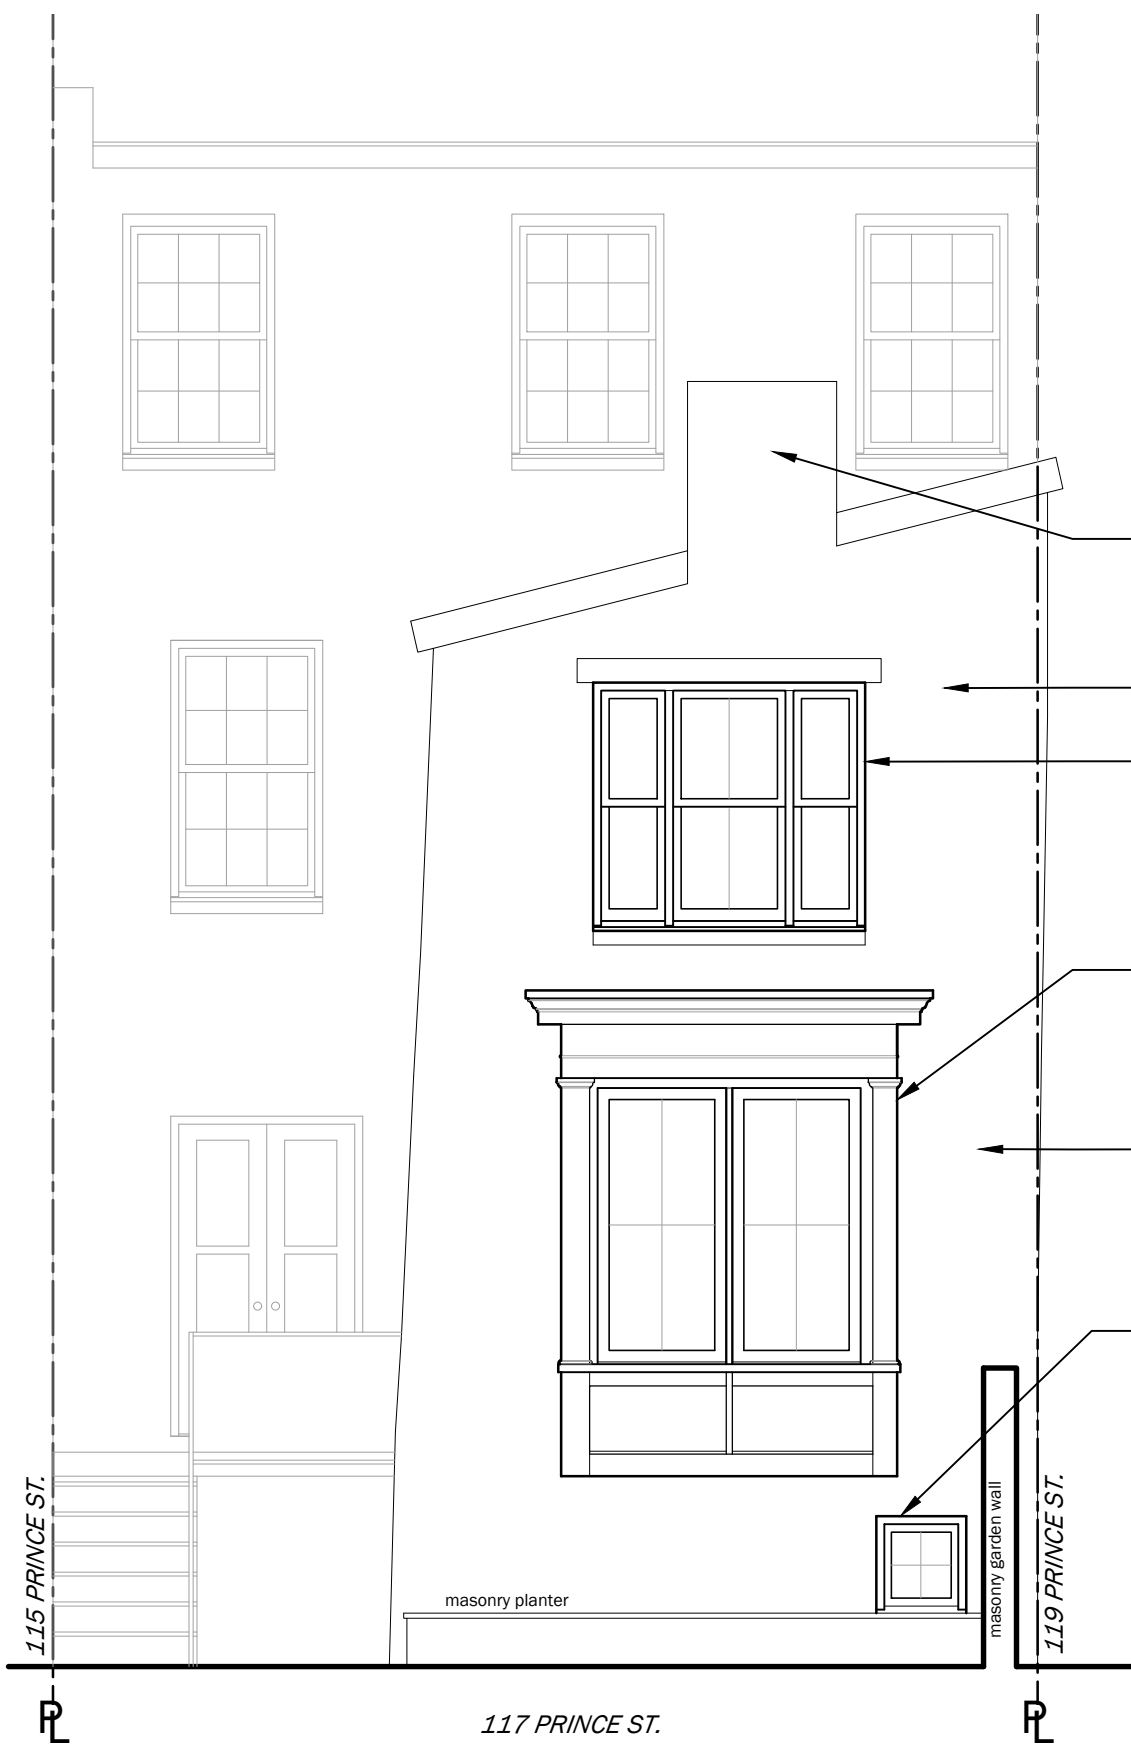 masonry planter
masonry garden wall
115 PRINCE ST.
119 PRINCE ST.
PL
PL
117 PRINCE ST.